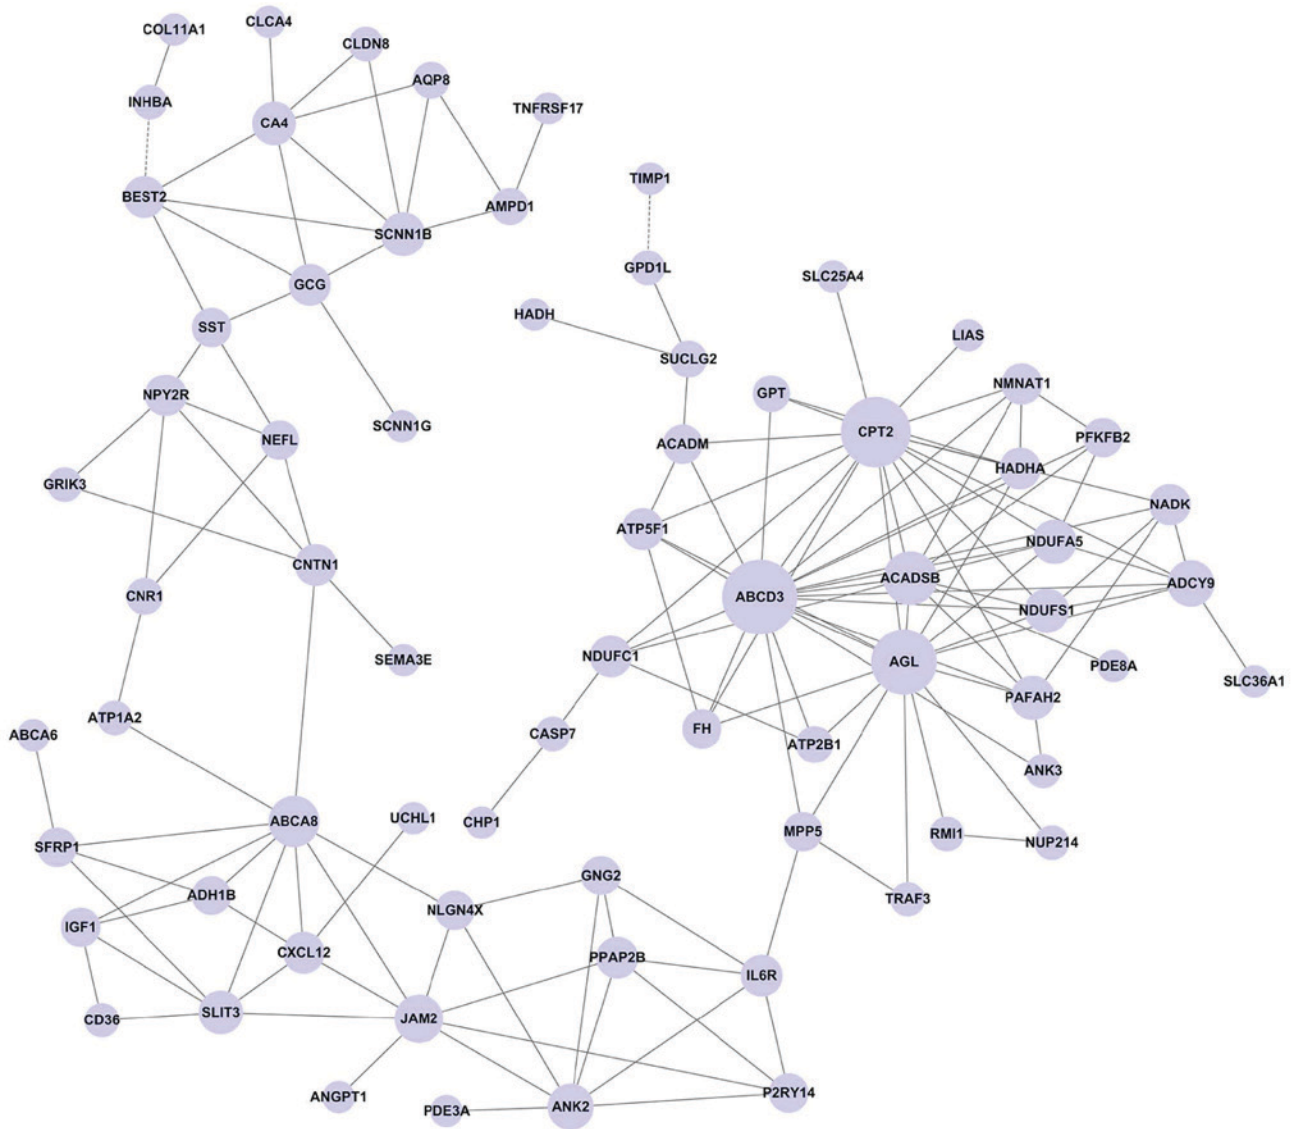 COL11A1
CLCA4
CLDN8
AQP8
INHBA
CA4
TNFRSF17
TIMP1
BEST2
AMPD1
SCNN1B
GPD1L
SLC25A4
GCG
HADH
SST
LIAS
SUCLG2
NPY2R
GPT
NMNAT1
SCNN1G
CPT2
PFKFB2
NEFL
ACADM
HADHA
GRIK3
NADK
ATP5F1
NDUFA5
CNTN1
ACADSB
ADCY9
CNR1
ABCD3
NDUFS1
SEMA3E
NDUFC1
AGL
PDE8A
SLC36A1
PAFAH2
ATP1A2
ABCA6
CASP7
FH
ATP2B1
ANK3
ABCA8
UCHL1
CHP1
MPP5
RMI1
NUP214
SFRP1
GNG2
ADH1B
TRAF3
NLGN4X
IGF1
CXCL12
PPAP2B
IL6R
CD36
SLIT3
JAM2
ANGPT1
PDE3A
ANK2
P2RY14